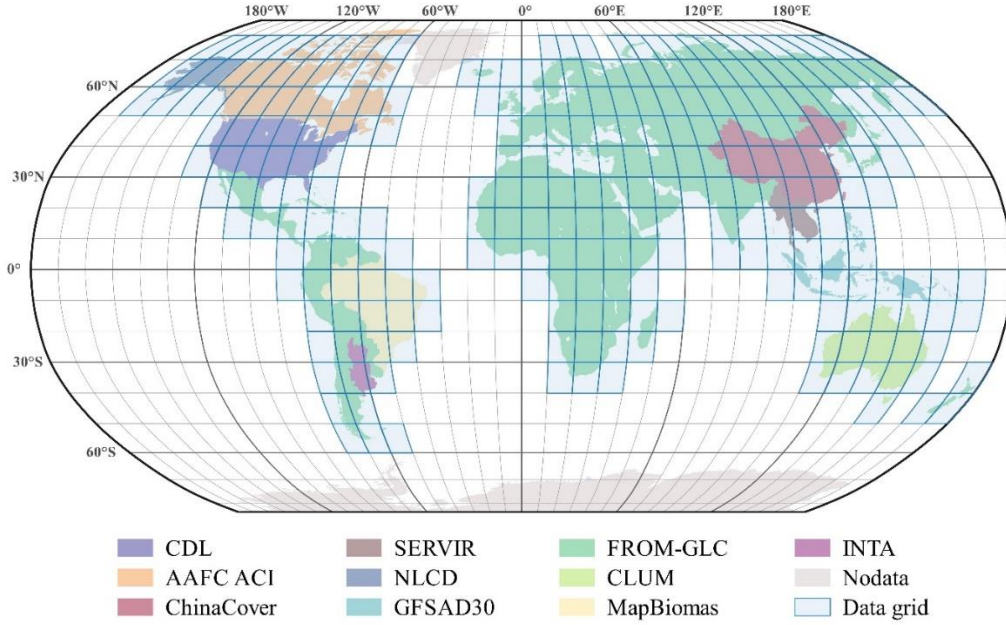 180°W 120°W 60°W 0° 60°E 120°E 180°E
60°N
30°N
0°
30°S
60°S
CDL SERVIR FROM-GLC INTA
AAFC ACI NLCD CLUM Nodata
ChinaCover GFSAD30 MapBiomas Data grid